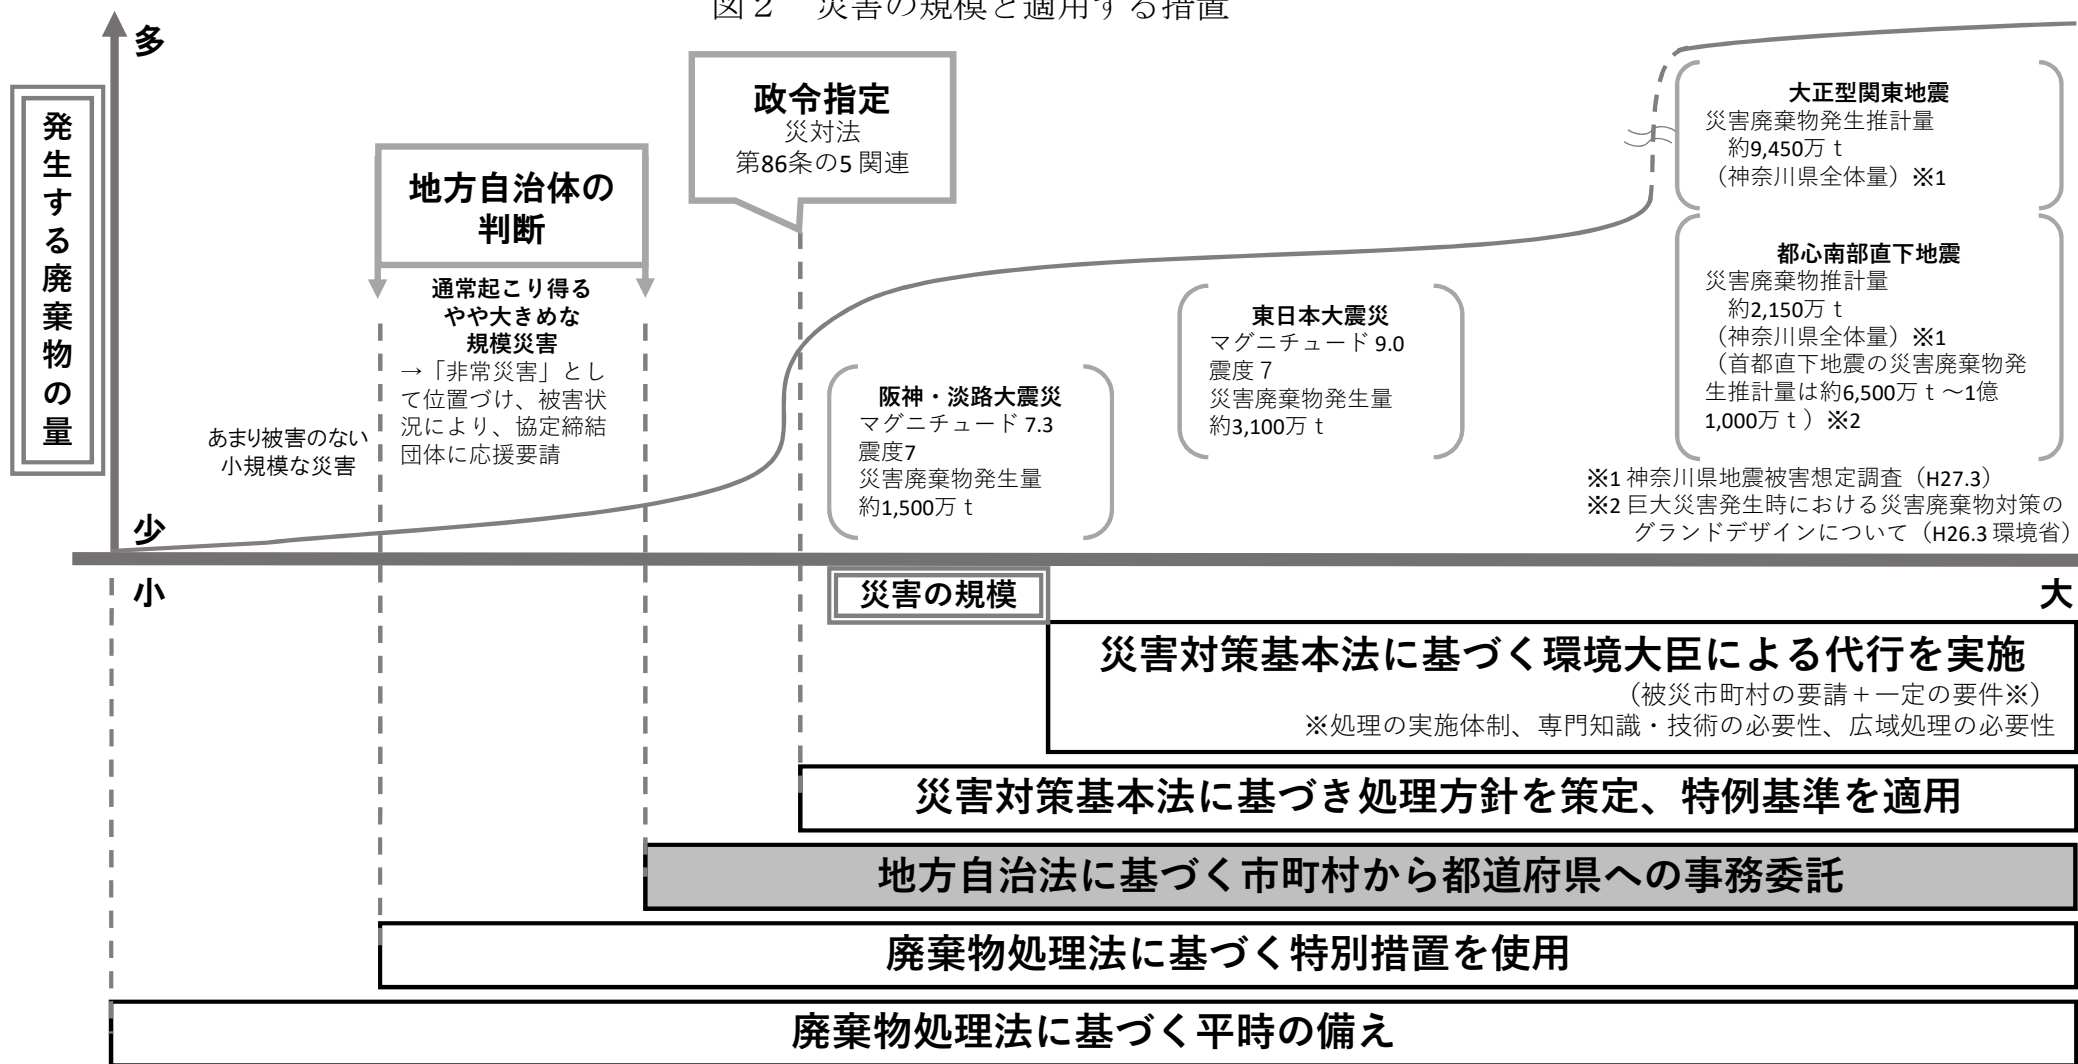 図２　災害の規模と適用する措置
多
発生する廃棄物の量
少
小
大
災害の規模
あまり被害のない
小規模な災害
地方自治体の
判断
通常起こり得る
やや大きめな
規模災害
→「非常災害」とし
て位置づけ、被害状
況により、協定締結
団体に応援要請
政令指定
災対法
第86条の5 関連
阪神・淡路大震災
マグニチュード 7.3
震度7
災害廃棄物発生量
約1,500万ｔ
東日本大震災
マグニチュード 9.0
震度７
災害廃棄物発生量
約3,100万ｔ
大正型関東地震
災害廃棄物発生推計量
約9,450万ｔ
（神奈川県全体量）※1
都心南部直下地震
災害廃棄物推計量
約2,150万ｔ
（神奈川県全体量）※1
（首都直下地震の災害廃棄物発
生推計量は約6,500万ｔ～1億
1,000万ｔ）※2
※1 神奈川県地震被害想定調査（H27.3）
※2 巨大災害発生時における災害廃棄物対策の
グランドデザインについて（H26.3 環境省）
災害対策基本法に基づく環境大臣による代行を実施
（被災市町村の要請＋一定の要件※）
※処理の実施体制、専門知識・技術の必要性、広域処理の必要性
災害対策基本法に基づき処理方針を策定、特例基準を適用
地方自治法に基づく市町村から都道府県への事務委託
廃棄物処理法に基づく特別措置を使用
廃棄物処理法に基づく平時の備え